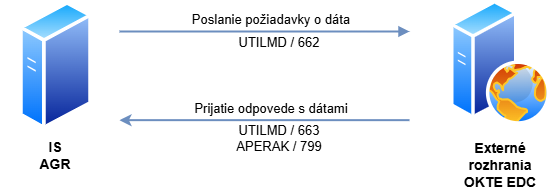 Poslanie požiadavky o dáta
UTILMD / 662
Prijatie odpovede s dátami
UTILMD / 663
APERAK / 799
IS
AGR
Externé
rozhrania
OKTE EDC